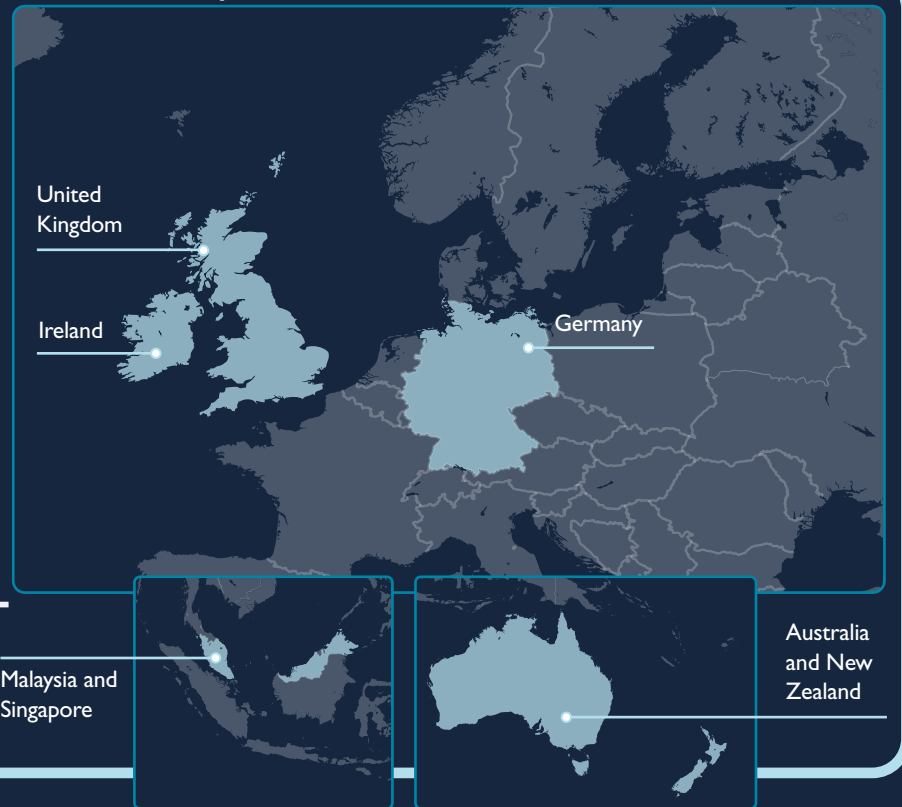 United
Kingdom
Ireland
Germany
Malaysia and
Singapore
Australia
and New
Zealand